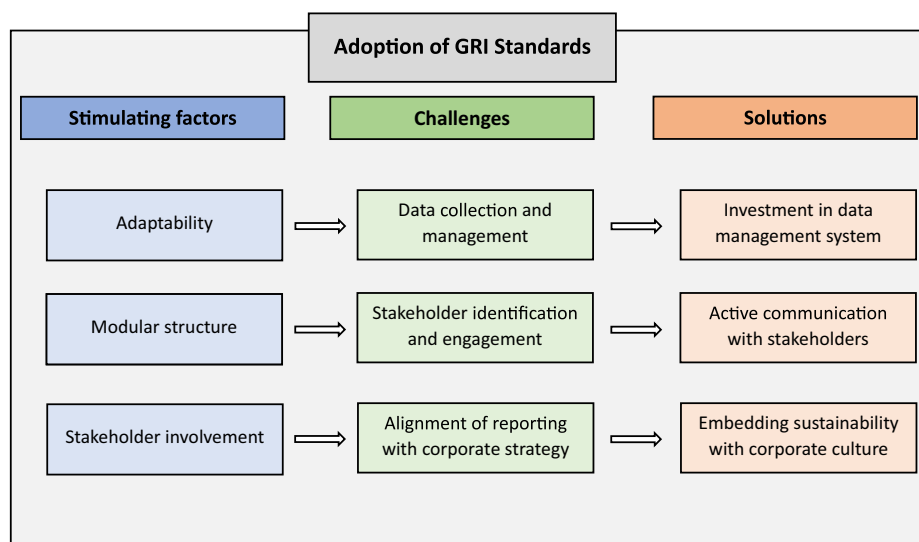 Adoption of GRI Standards
Stimulating factors
Challenges
Solutions
Adaptability
Data collection and
management
Investment in data
management system
Modular structure
Stakeholder identification
and engagement
Active communication
with stakeholders
Stakeholder involvement
Alignment of reporting
with corporate strategy
Embedding sustainability
with corporate culture